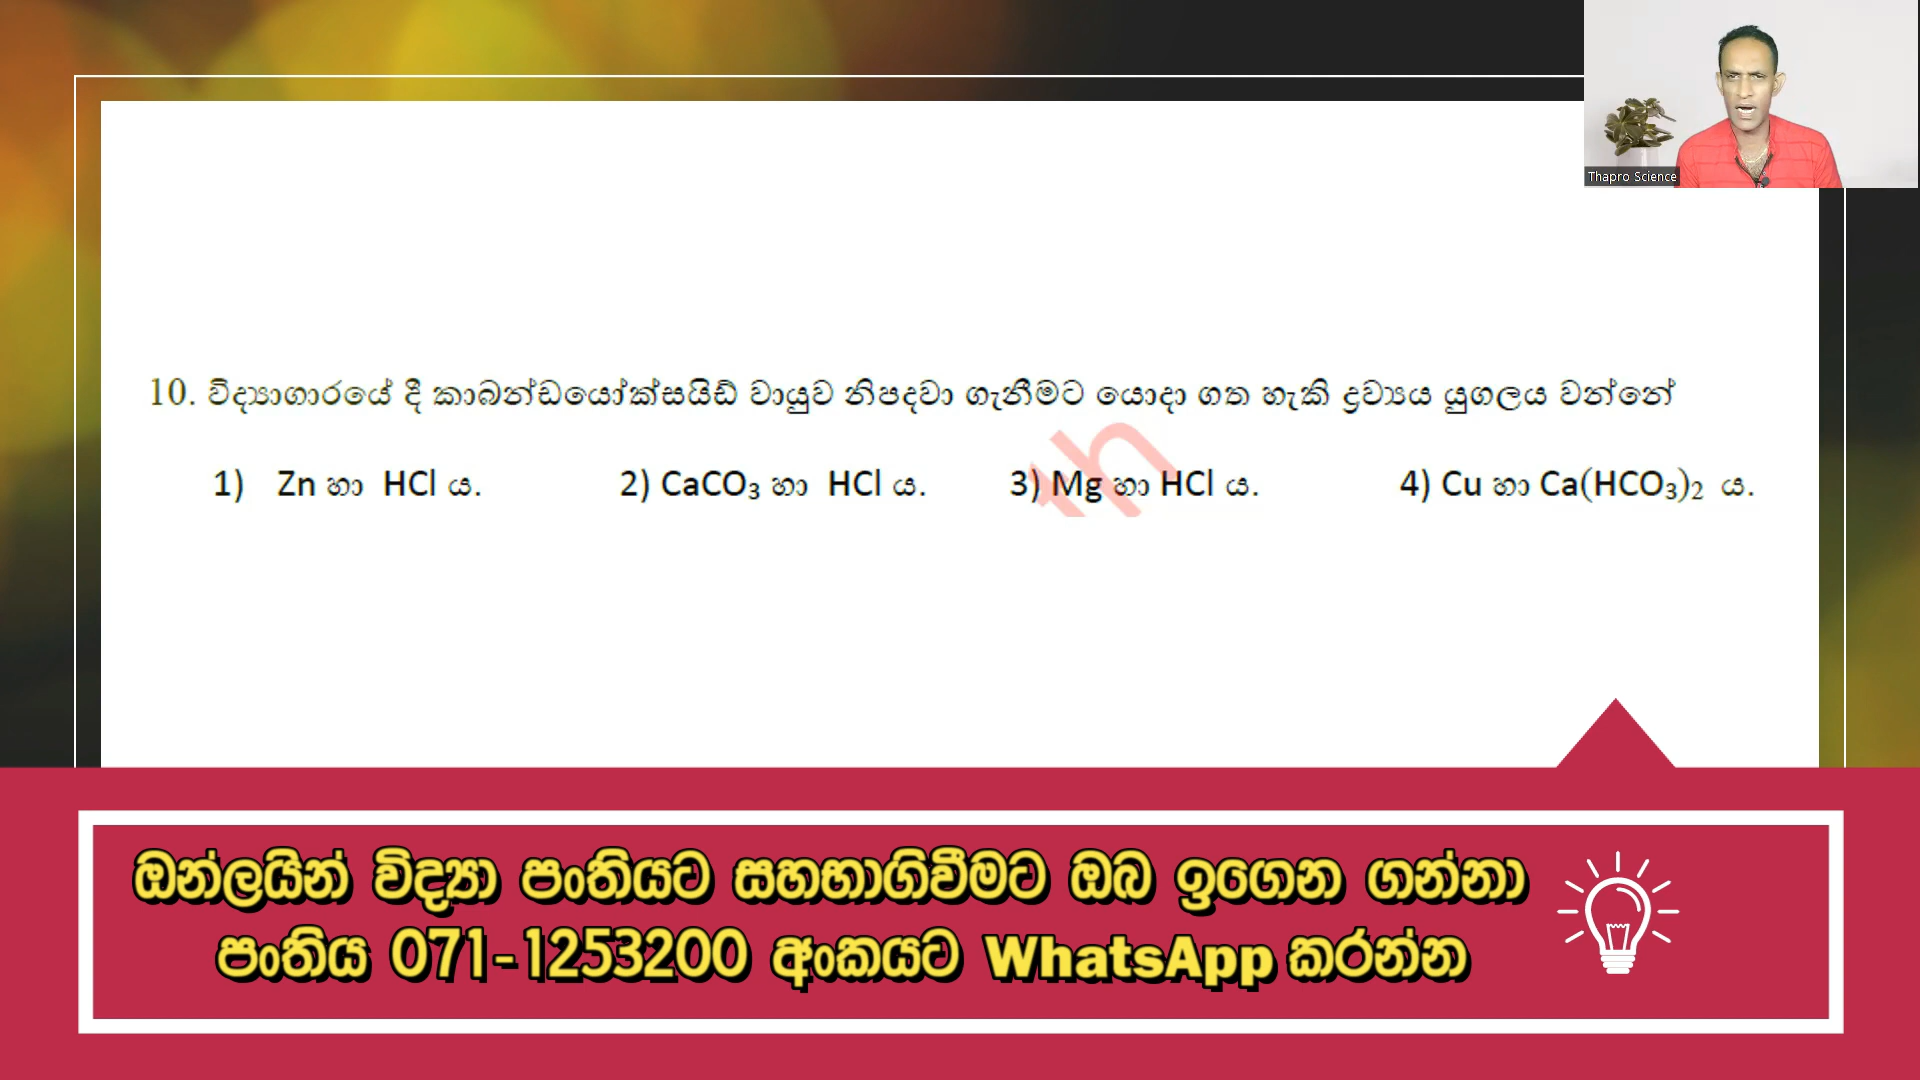 Thapro Science
10. විද්‍යාගාරයේ දී කාබන්ඩයෝක්සයිඩ් වායුව නිපදවා ගැනීමට යොදා ගත හැකි ද්‍රව්‍යය යුගලය වන්නේ
1) Zn හා HCl ය. 2) CaCO₃ හා HCl ය. 3) Mg හා HCl ය. 4) Cu හා Ca(HCO₃)₂ ය.
th
ඔන්ලයින් විද්‍යා පංතියට සහභාගිවීමට ඔබ ඉගෙන ගන්නා
පංතිය 071-1253200 අංකයට WhatsApp කරන්න